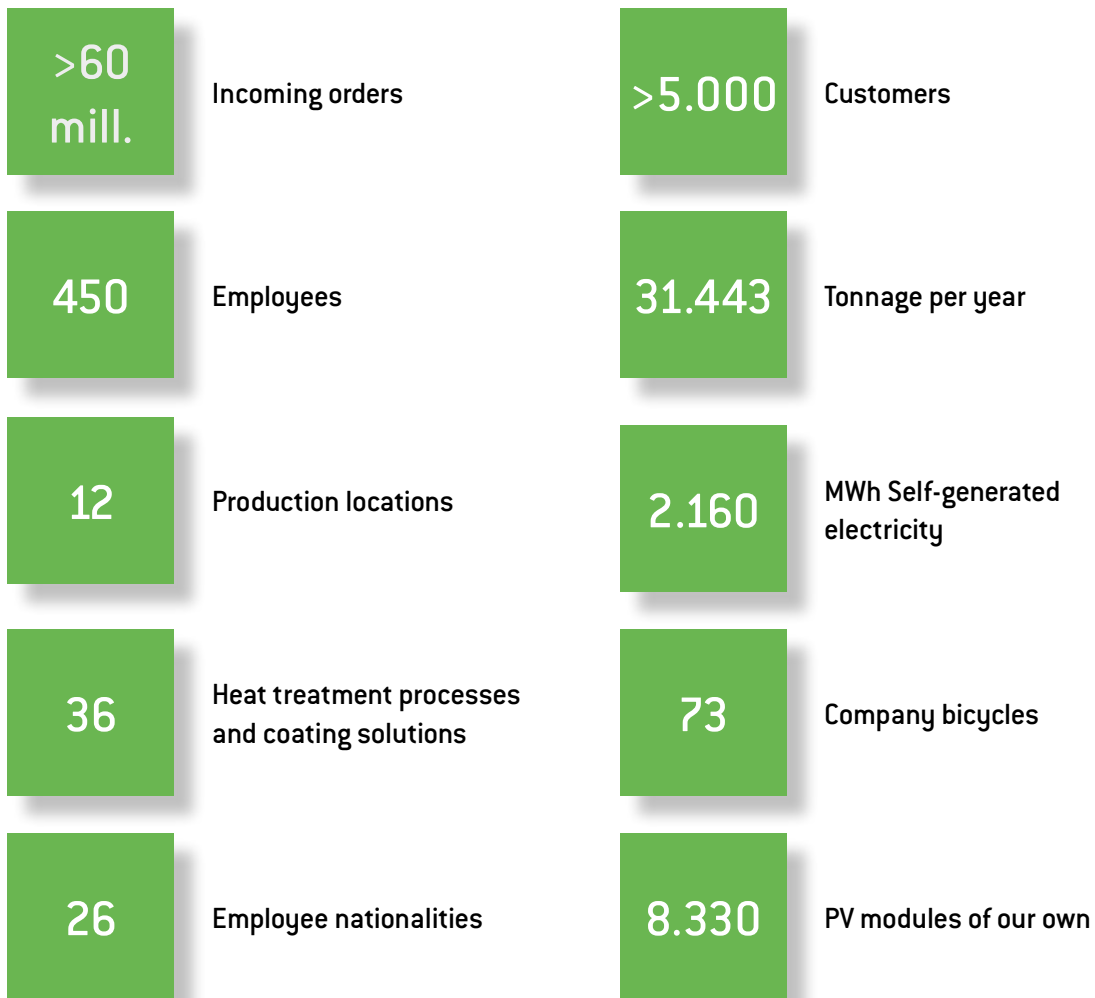 >60
mill.
Incoming orders
>5.000
Customers
450
Employees
31.443
Tonnage per year
12
Production locations
2.160
MWh Self-generated
electricity
36
Heat treatment processes
and coating solutions
73
Company bicycles
26
Employee nationalities
8.330
PV modules of our own